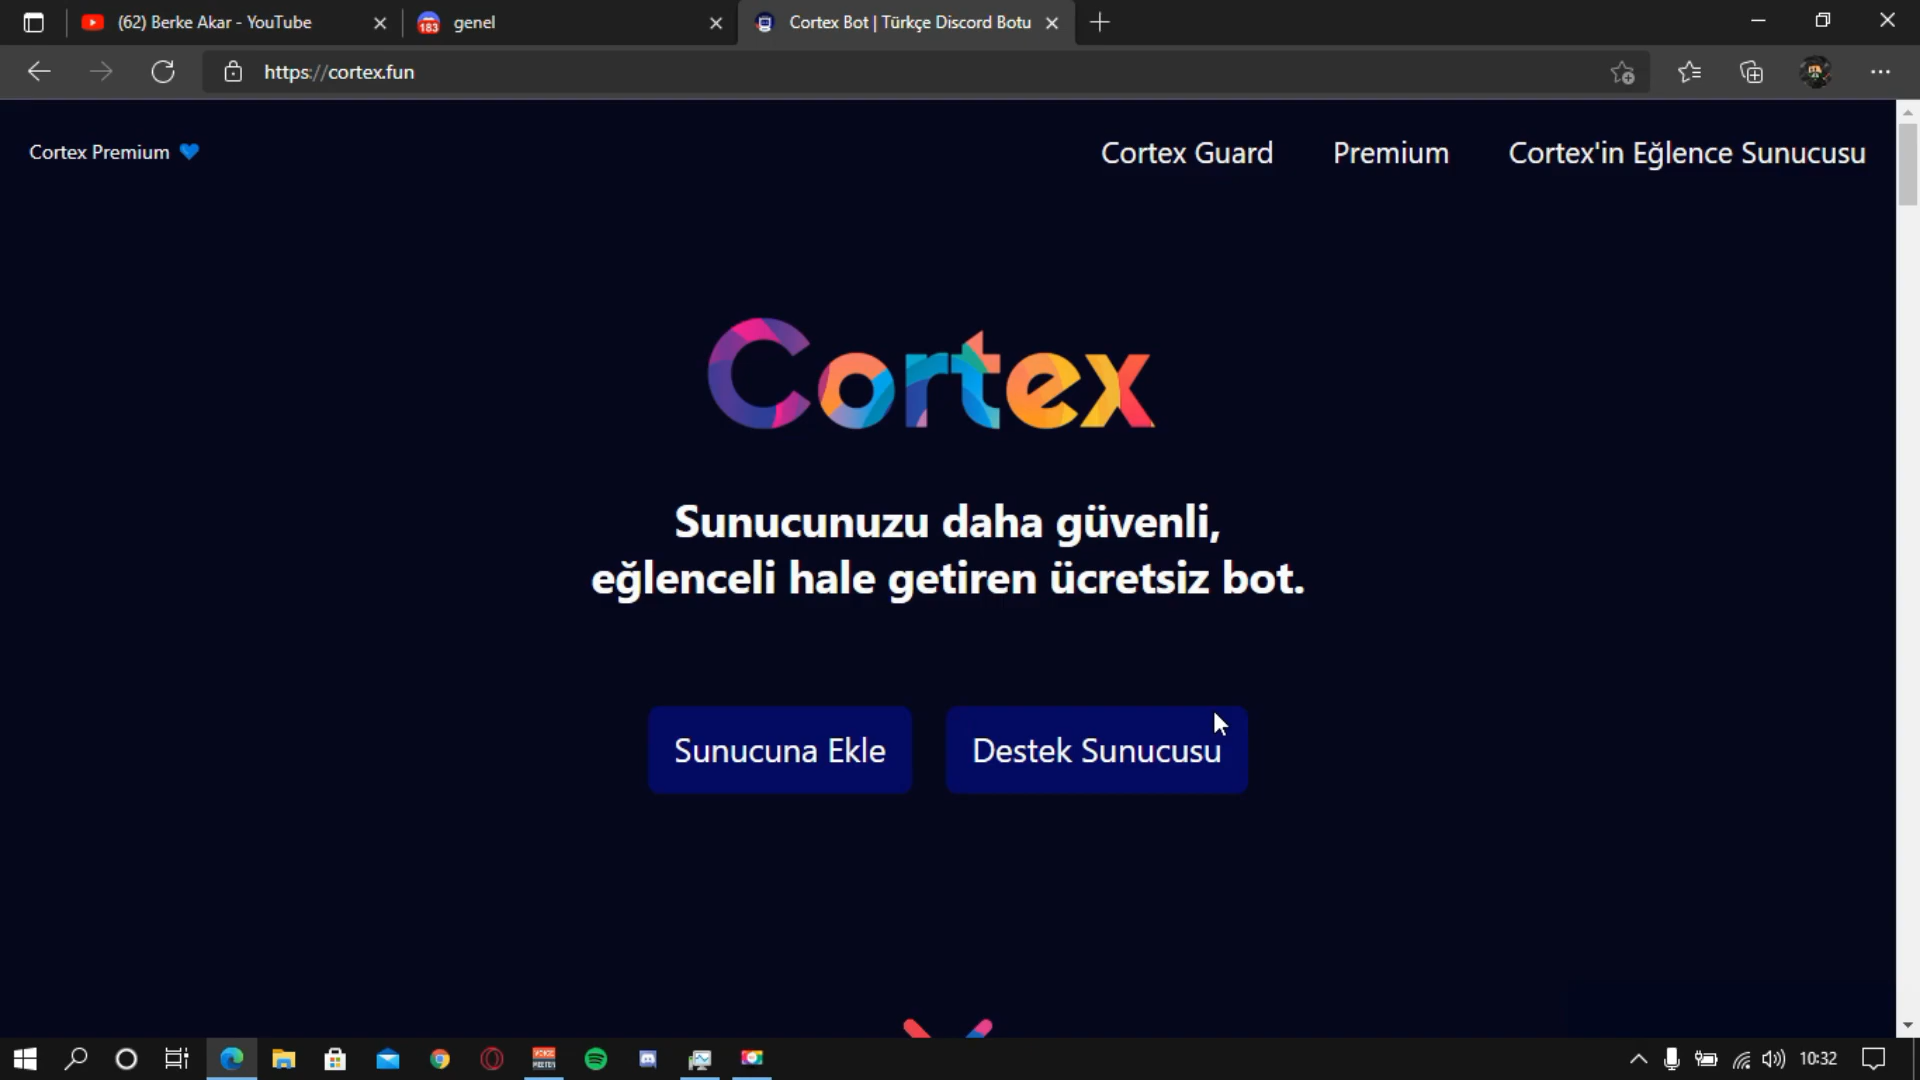 (62) Berke Akar - YouTube
183
genel
Cortex Bot | Türkçe Discord Botu
https://cortex.fun
Cortex Premium
Cortex Guard
Premium
Cortex'in Eğlence Sunucusu
Cortex
Sunucunuzu daha güvenli,
eğlenceli hale getiren ücretsiz bot.
Sunucuna Ekle
Destek Sunucusu
10:32